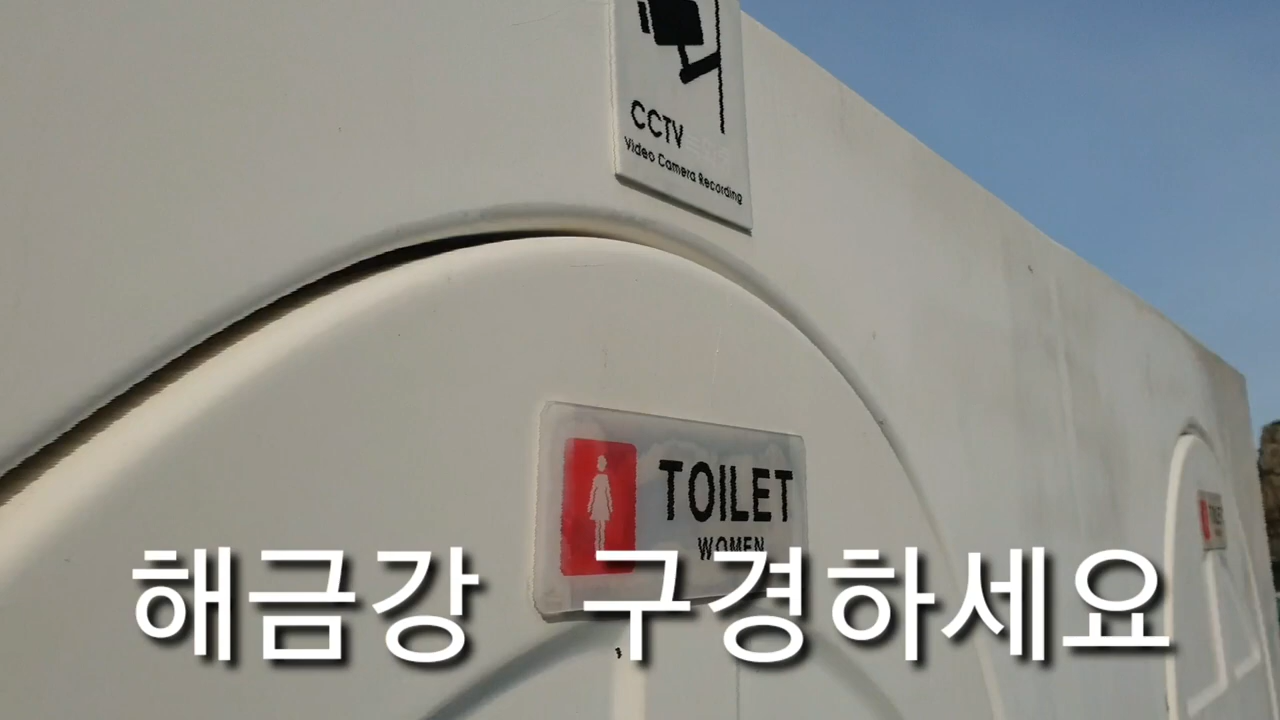 CCTV
Video Camera Recording
TOILET
WOMEN
해금강 구경하세요